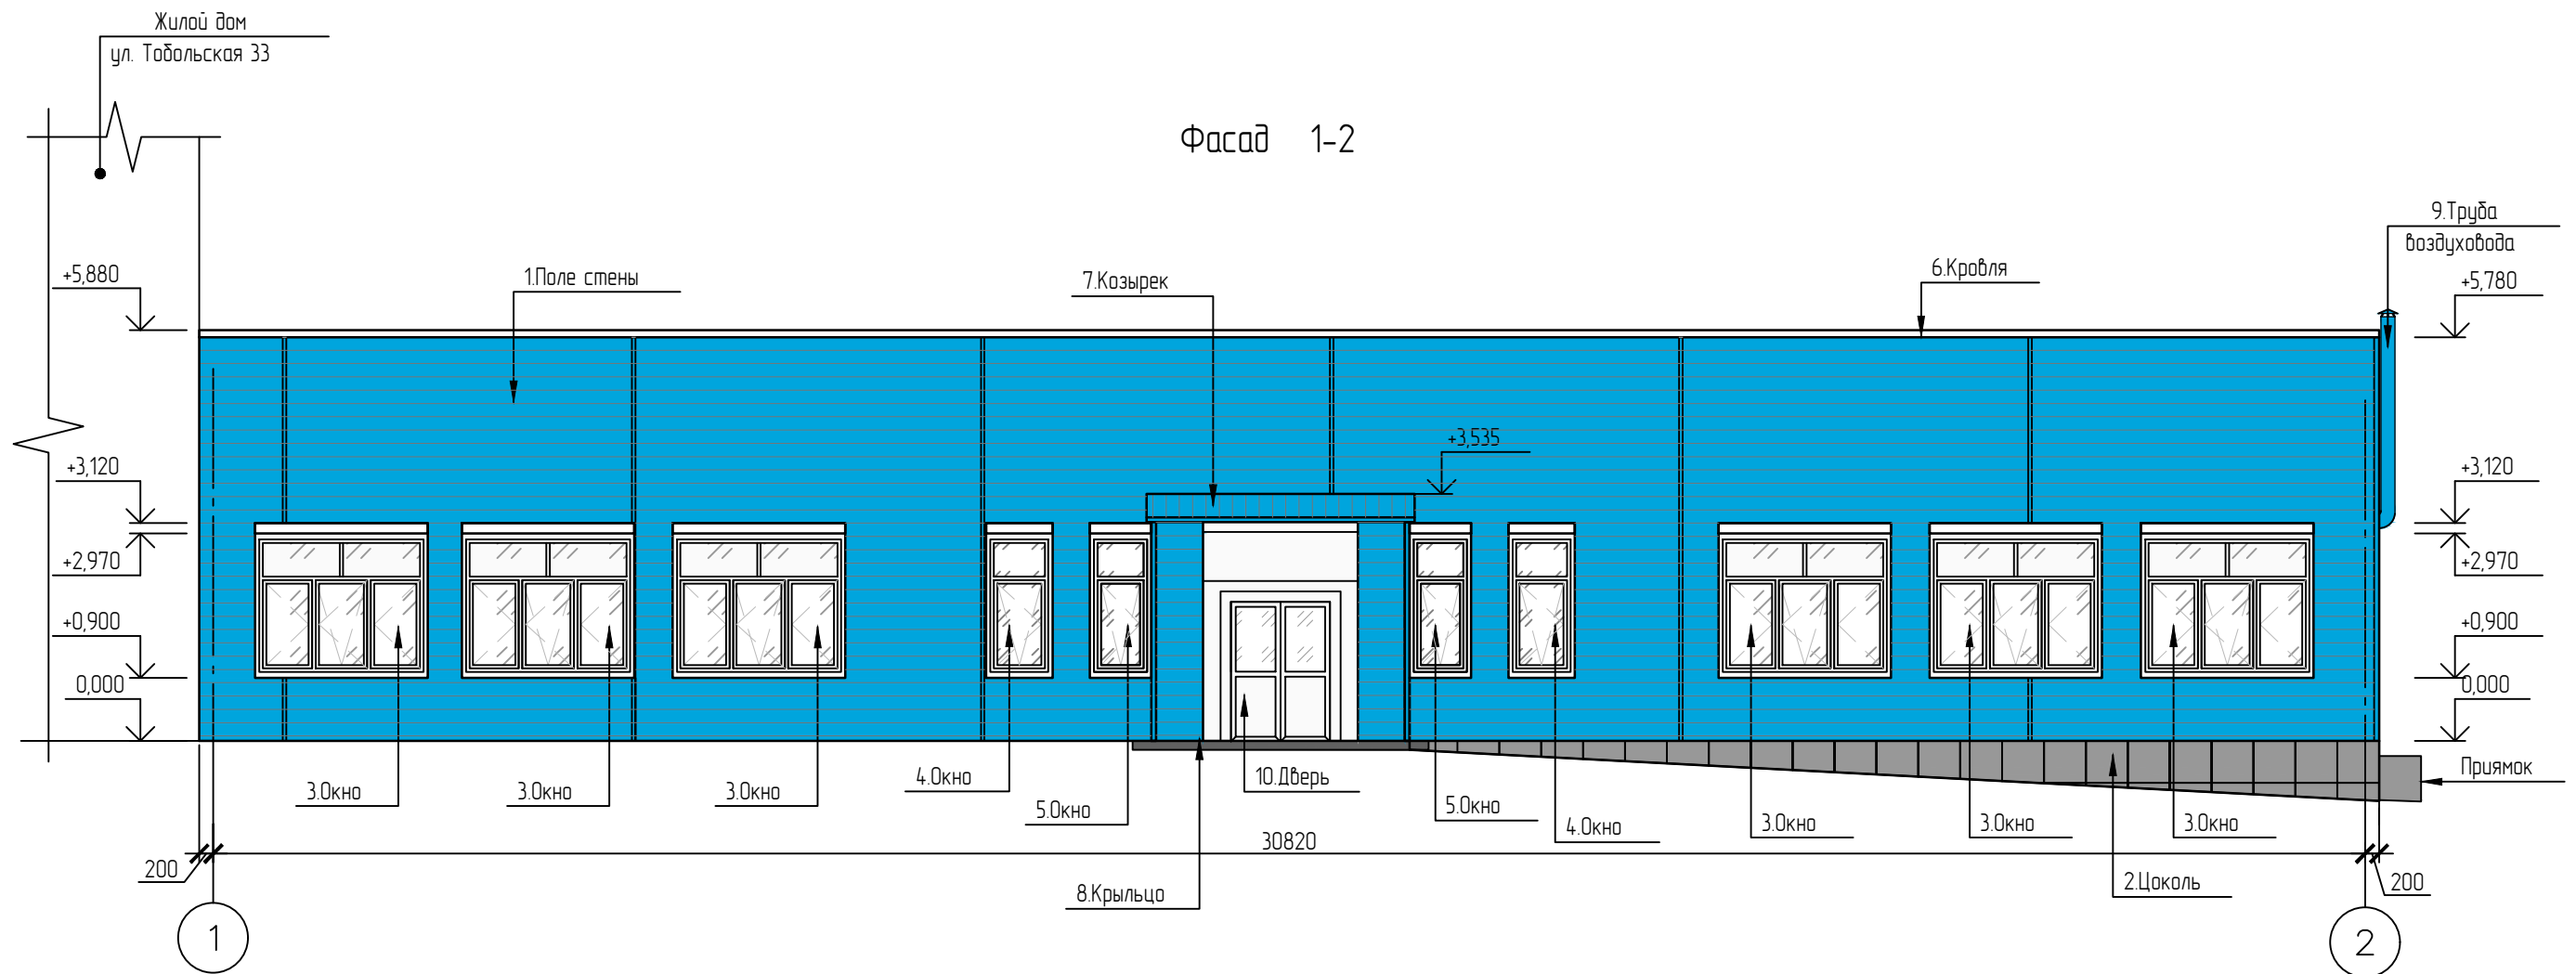 Жилой дом
ул. Тобольская 33
Фасад 1-2
9.Труба
воздуховода
+5,880
1.Поле стены
7.Козырек
6.Кровля
+5,780
+3,535
+3,120
+3,120
+2,970
+2,970
+0,900
+0,900
0,000
0,000
3.Окно
3.Окно
3.Окно
4.Окно
5.Окно
10.Дверь
5.Окно
4.Окно
3.Окно
3.Окно
3.Окно
Приямок
30820
200
8.Крыльцо
2.Цоколь
200
1
2